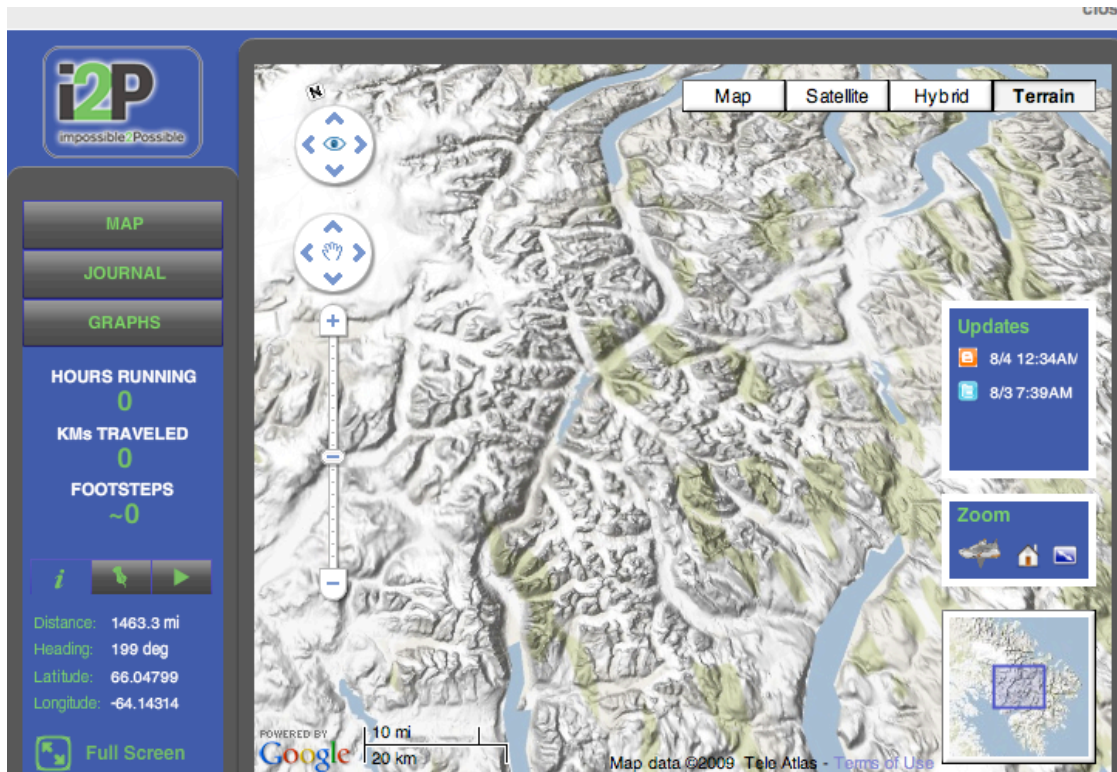 clos
i2P
impossible2Possible
MAP
JOURNAL
GRAPHS
HOURS RUNNING
0
KMs TRAVELED
0
FOOTSTEPS
~0
i
Distance: 1463.3 mi
Heading: 199 deg
Latitude: 66.04799
Longitude: -64.14314
Full Screen
N
Map Satellite Hybrid Terrain
Updates
8/4 12:34AM
8/3 7:39AM
Zoom
POWERED BY
Google
10 mi
20 km
Map data ©2009 Tele Atlas - Terms of Use